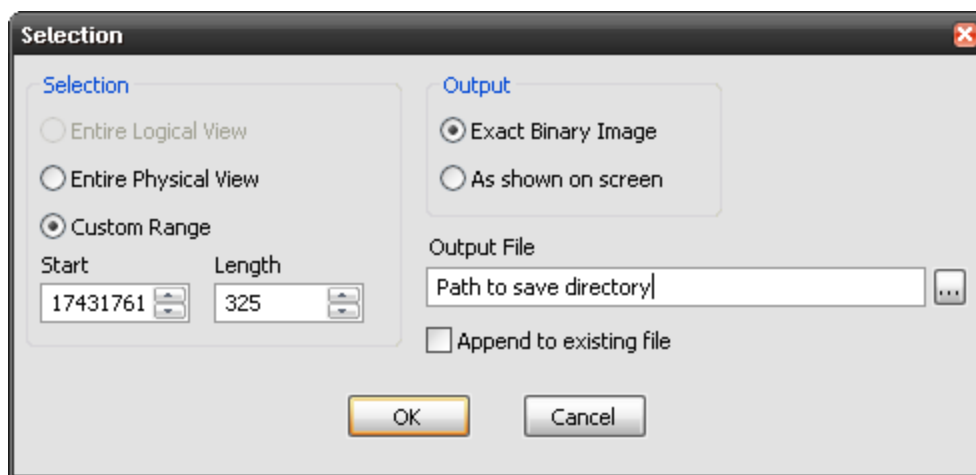 Selection
Selection
Entire Logical View
Entire Physical View
Custom Range
Start Length
17431761 325
Output
Exact Binary Image
As shown on screen
Output File
Path to save directory
...
Append to existing file
OK Cancel